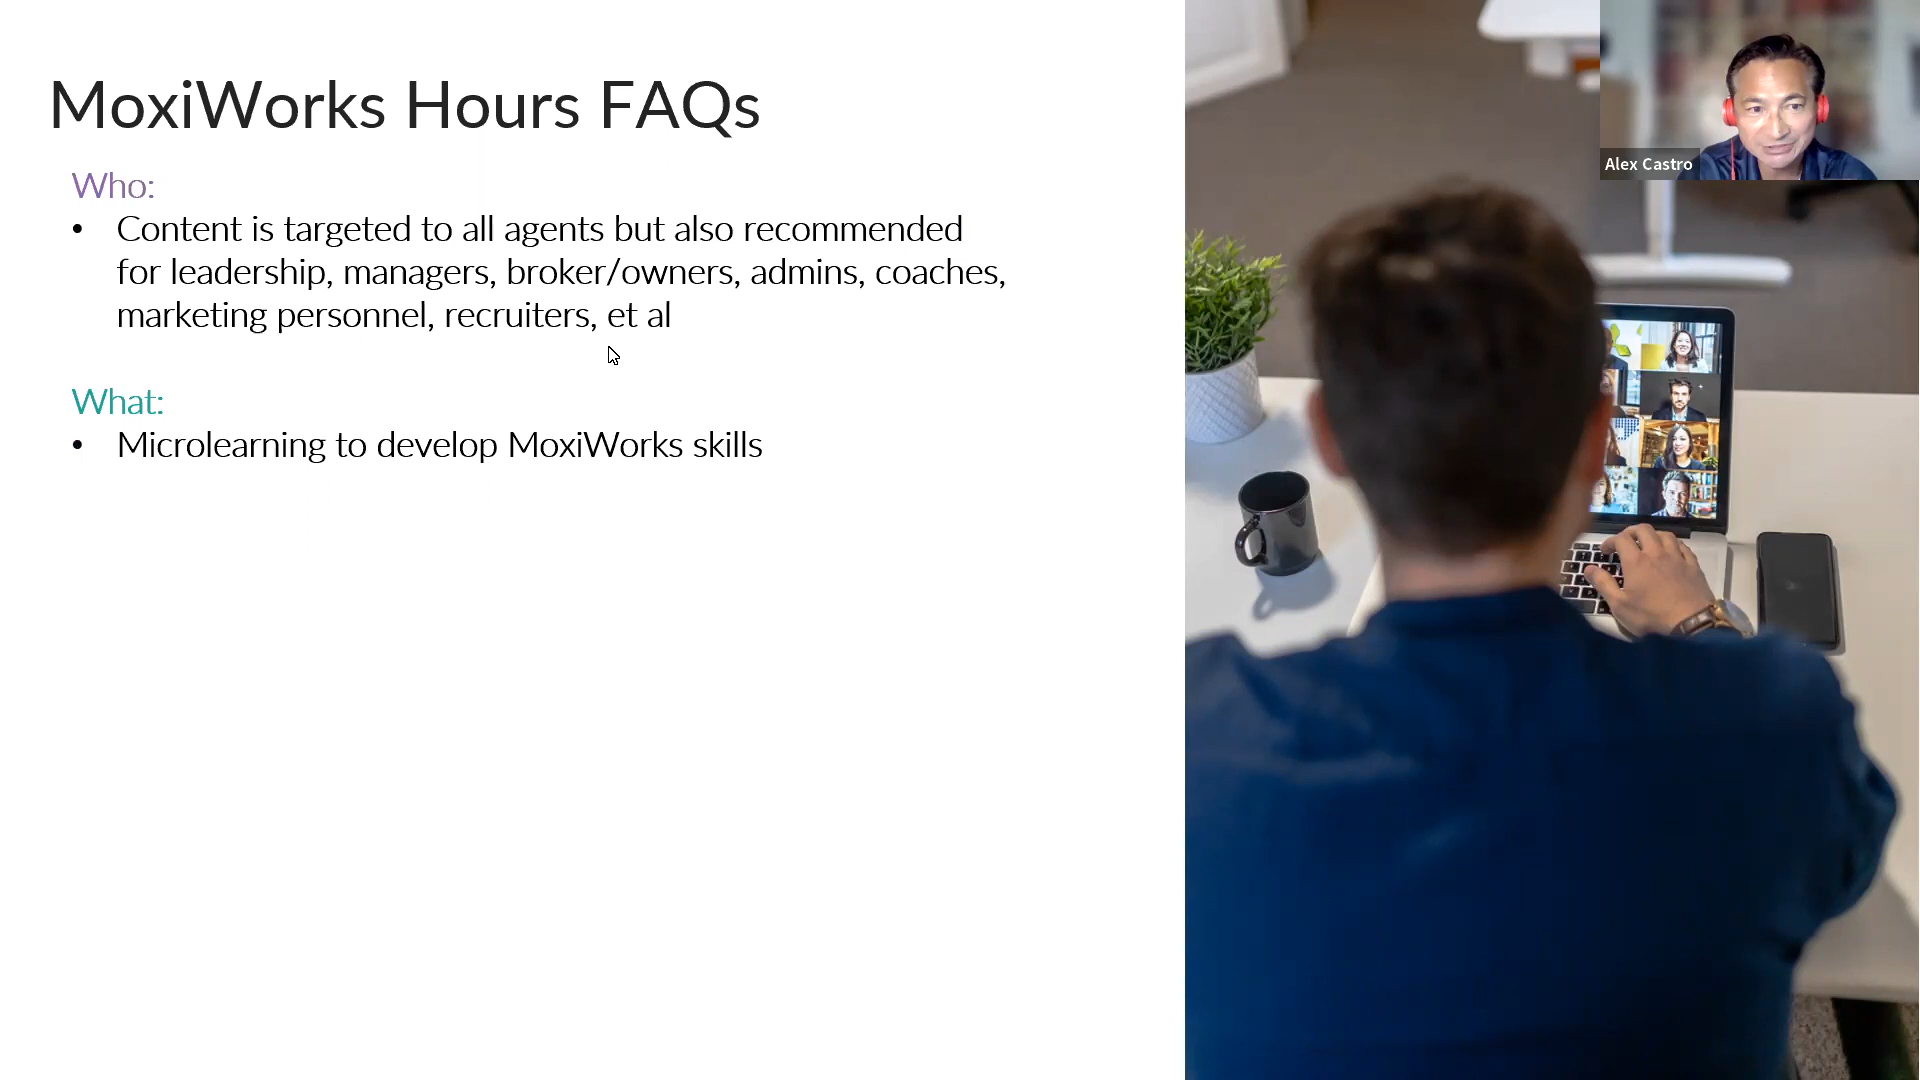 MoxiWorks Hours FAQs
Who:
• Content is targeted to all agents but also recommended
for leadership, managers, broker/owners, admins, coaches,
marketing personnel, recruiters, et al
What:
• Microlearning to develop MoxiWorks skills
Alex Castro